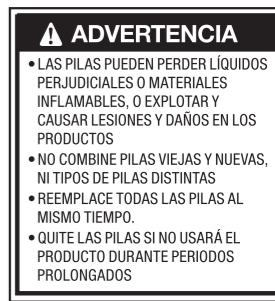 ADVERTENCIA
• LAS PILAS PUEDEN PERDER LÍQUIDOS
PERJUDICIALES O MATERIALES
INFLAMABLES, O EXPLOTAR Y
CAUSAR LESIONES Y DAÑOS EN LOS
PRODUCTOS
• NO COMBINE PILAS VIEJAS Y NUEVAS,
NI TIPOS DE PILAS DISTINTAS
• REEMPLACE TODAS LAS PILAS AL
MISMO TIEMPO.
• QUITE LAS PILAS SI NO USARÁ EL
PRODUCTO DURANTE PERIODOS
PROLONGADOS